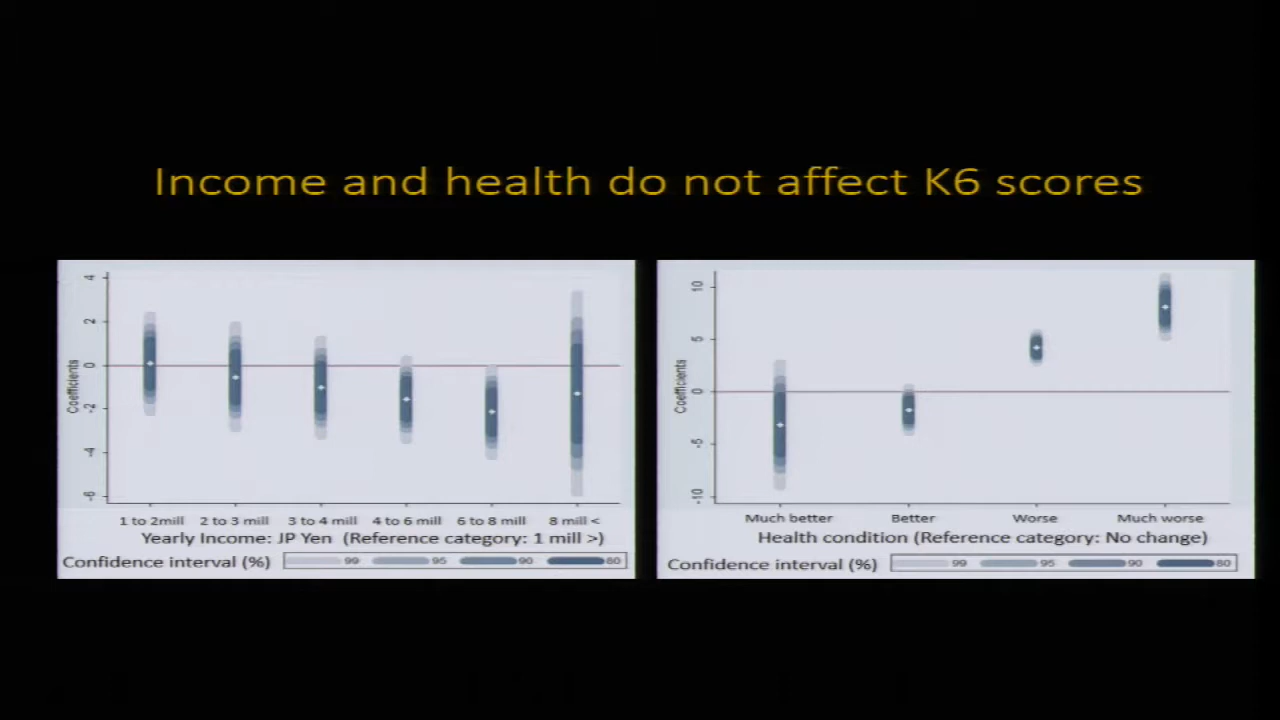 Income and health do not affect K6 scores
4
2
0
-2
-4
-6
Coefficients
1 to 2mill 2 to 3 mill 3 to 4 mill 4 to 6 mill 6 to 8 mill 8 mill <
Yearly Income: JP Yen (Reference category: 1 mill >)
Confidence interval (%) 99 95 90 80
10
5
0
-5
-10
Coefficients
Much better Better Worse Much worse
Health condition (Reference category: No change)
Confidence interval (%) 99 95 90 80